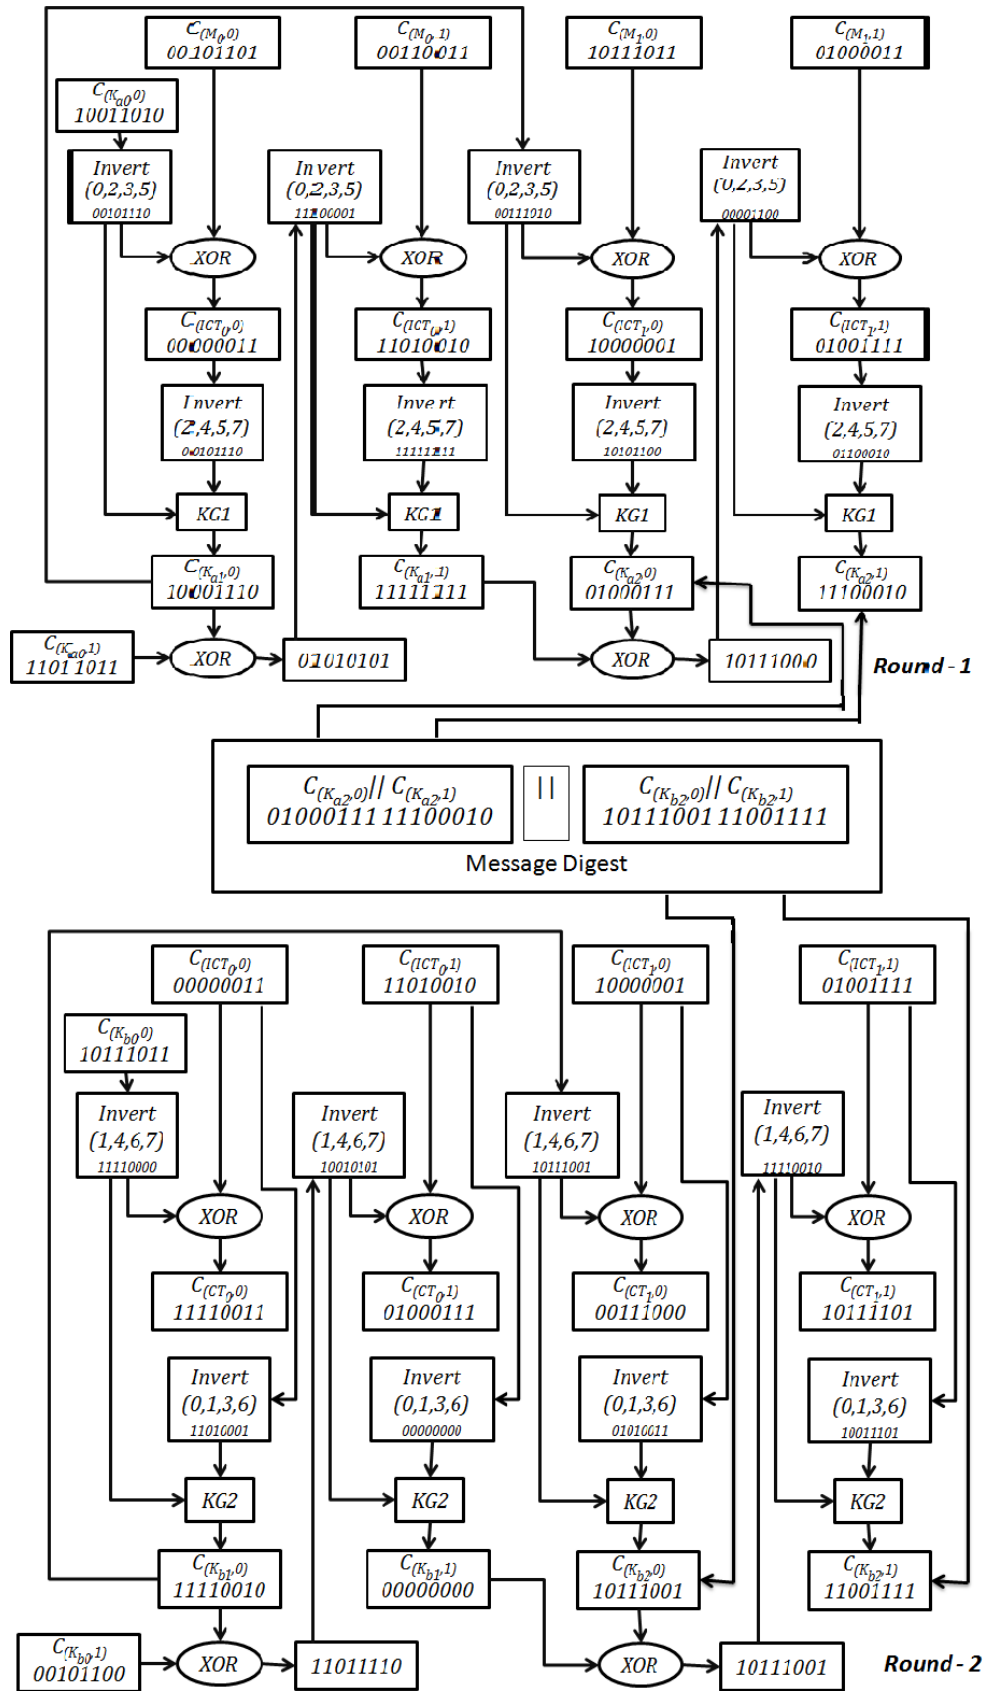 C(M0,0) C(M0,1) C(M1,0) C(M1,1)
00101101 00110011 10111011 01000011
C(Ka0,0)
10011010
Invert Invert Invert Invert
(0,2,3,5) (0,2,3,5) (0,2,3,5) (0,2,3,5)
00101110 111100001 00111010 00001100
XOR XOR XOR XOR
C(ICT0,0) C(ICT0,1) C(ICT1,0) C(ICT1,1)
00000011 11010010 10000001 01001111
Invert Invert Invert Invert
(2,4,5,7) (2,4,5,7) (2,4,5,7) (2,4,5,7)
00101110 11111111 10101100 01100010
KG1 KG1 KG1 KG1
C(Ka1,0) C(Ka1,1) C(Ka2,0) C(Ka2,1)
10001110 11111111 01000111 11100010
C(Ka0,1)
11011011 XOR 01010101 XOR 10111000 Round - 1
C(Ka2,0)|| C(Ka2,1) || C(Kb2,0)|| C(Kb2,1)
01000111 11100010 10111001 11001111
Message Digest
C(ICT0,0) C(ICT0,1) C(ICT1,0) C(ICT1,1)
00000011 11010010 10000001 01001111
C(Kb0,0)
10111011
Invert Invert Invert Invert
(1,4,6,7) (1,4,6,7) (1,4,6,7) (1,4,6,7)
11110000 10010101 10111001 11110010
XOR XOR XOR XOR
C(CT0,0) C(CT0,1) C(CT1,0) C(CT1,1)
11110011 01000111 00111000 10111101
Invert Invert Invert Invert
(0,1,3,6) (0,1,3,6) (0,1,3,6) (0,1,3,6)
11010001 00000000 01010011 10011101
KG2 KG2 KG2 KG2
C(Kb1,0) C(Kb1,1) C(Kb2,0) C(Kb2,1)
11110010 00000000 10111001 11001111
C(Kb0,1)
00101100 XOR 11011110 XOR 10111001 Round - 2